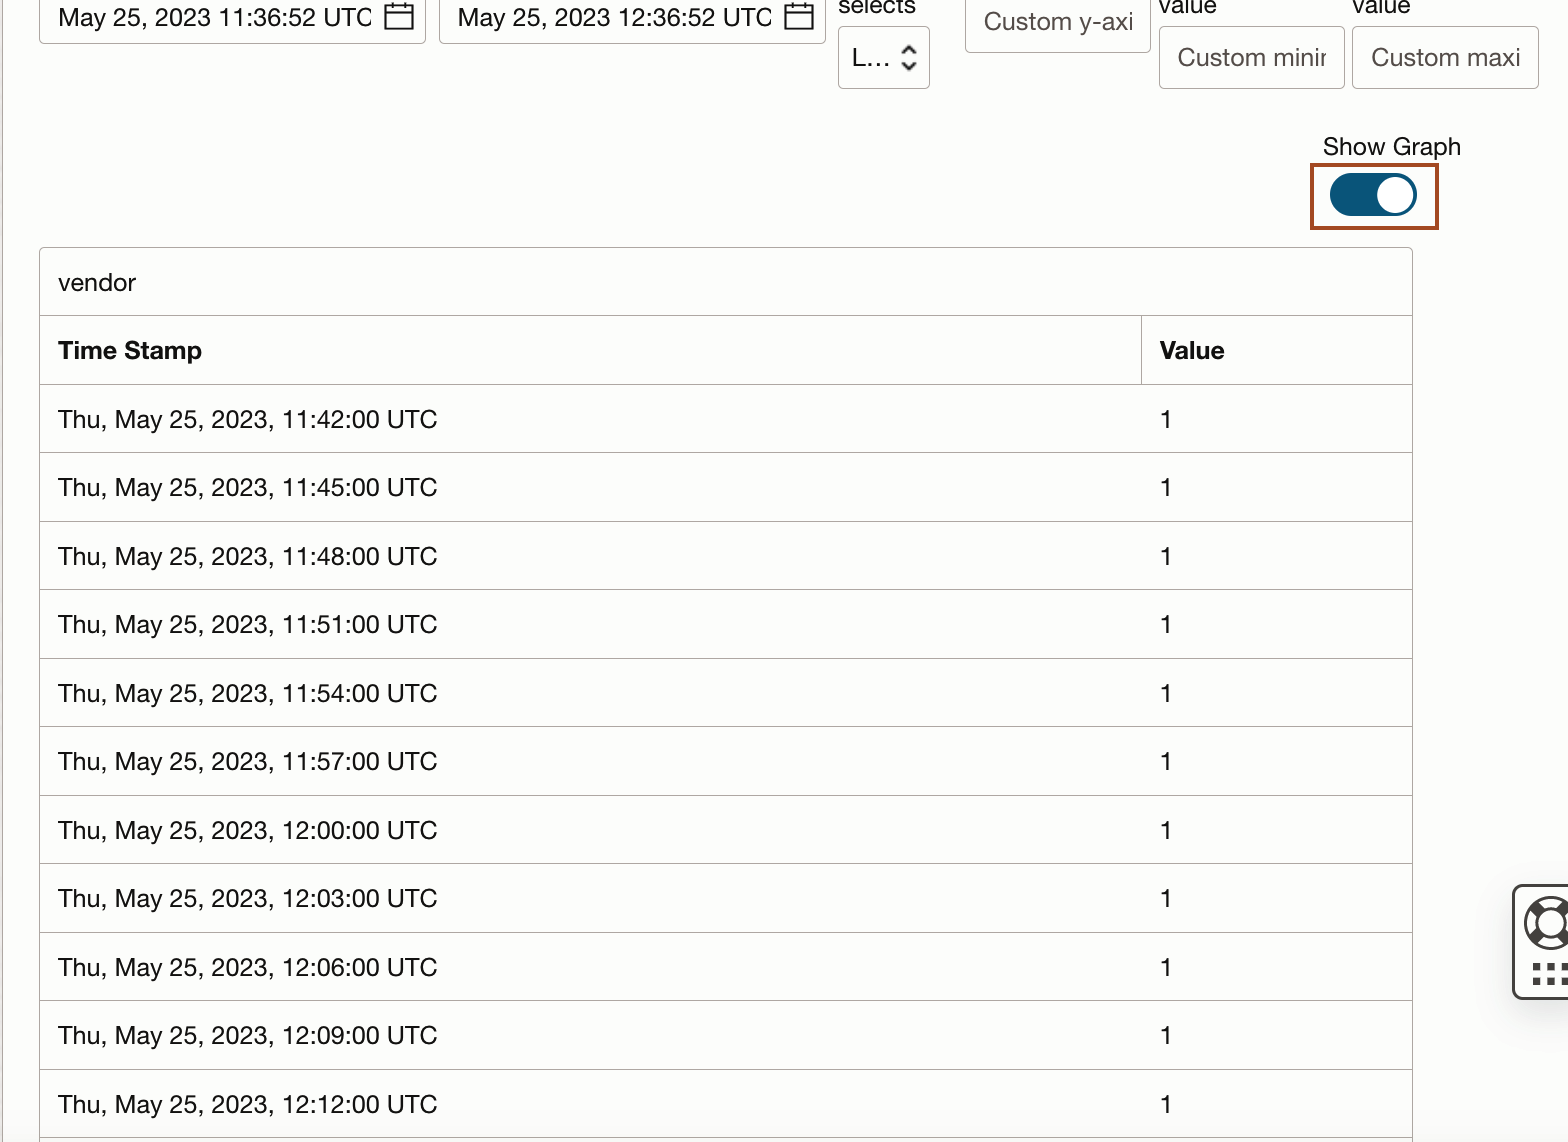 May 25, 2023 11:36:52 UTC
May 25, 2023 12:36:52 UTC
selects
L...
Custom y-axi
value
Custom minir
value
Custom maxi
Show Graph
vendor
Time Stamp Value
Thu, May 25, 2023, 11:42:00 UTC 1
Thu, May 25, 2023, 11:45:00 UTC 1
Thu, May 25, 2023, 11:48:00 UTC 1
Thu, May 25, 2023, 11:51:00 UTC 1
Thu, May 25, 2023, 11:54:00 UTC 1
Thu, May 25, 2023, 11:57:00 UTC 1
Thu, May 25, 2023, 12:00:00 UTC 1
Thu, May 25, 2023, 12:03:00 UTC 1
Thu, May 25, 2023, 12:06:00 UTC 1
Thu, May 25, 2023, 12:09:00 UTC 1
Thu, May 25, 2023, 12:12:00 UTC 1